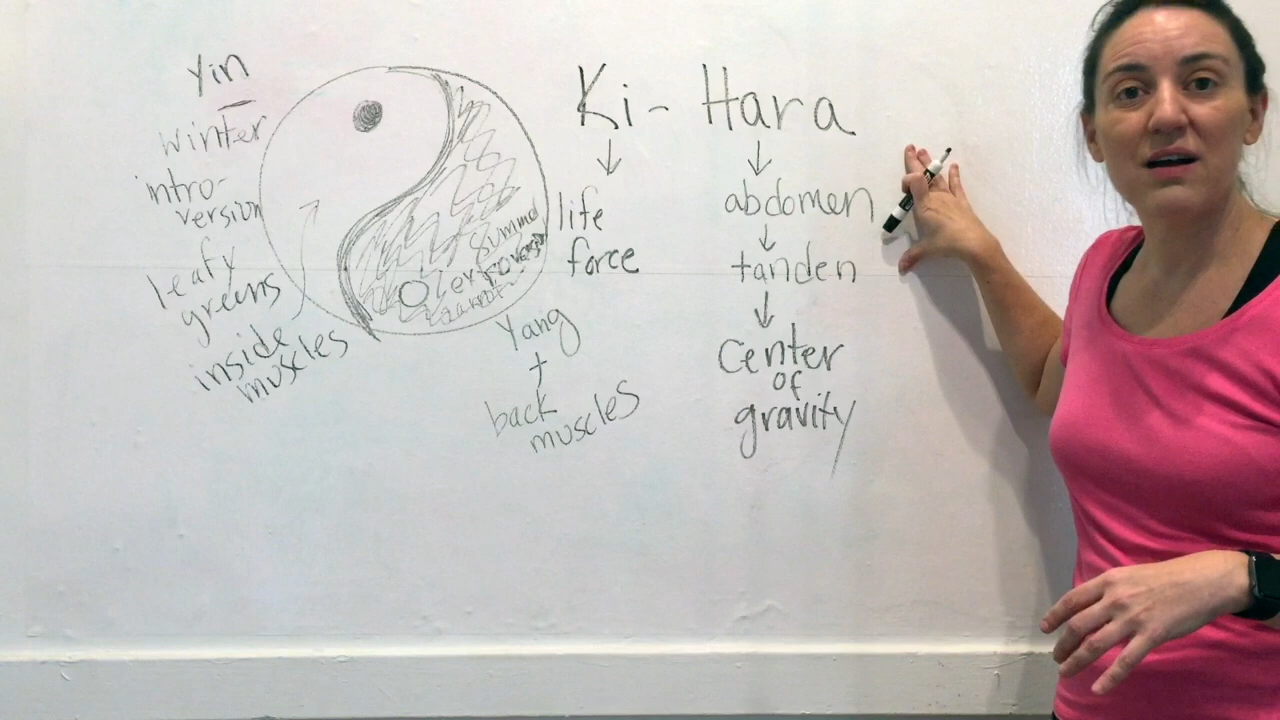 Yin
-
Winter
intro-
version
leafy
greens
inside
muscles
summer
Yang
+
back
muscles
Ki - Hara
life
force
abdomen
tanden
center
of
gravity